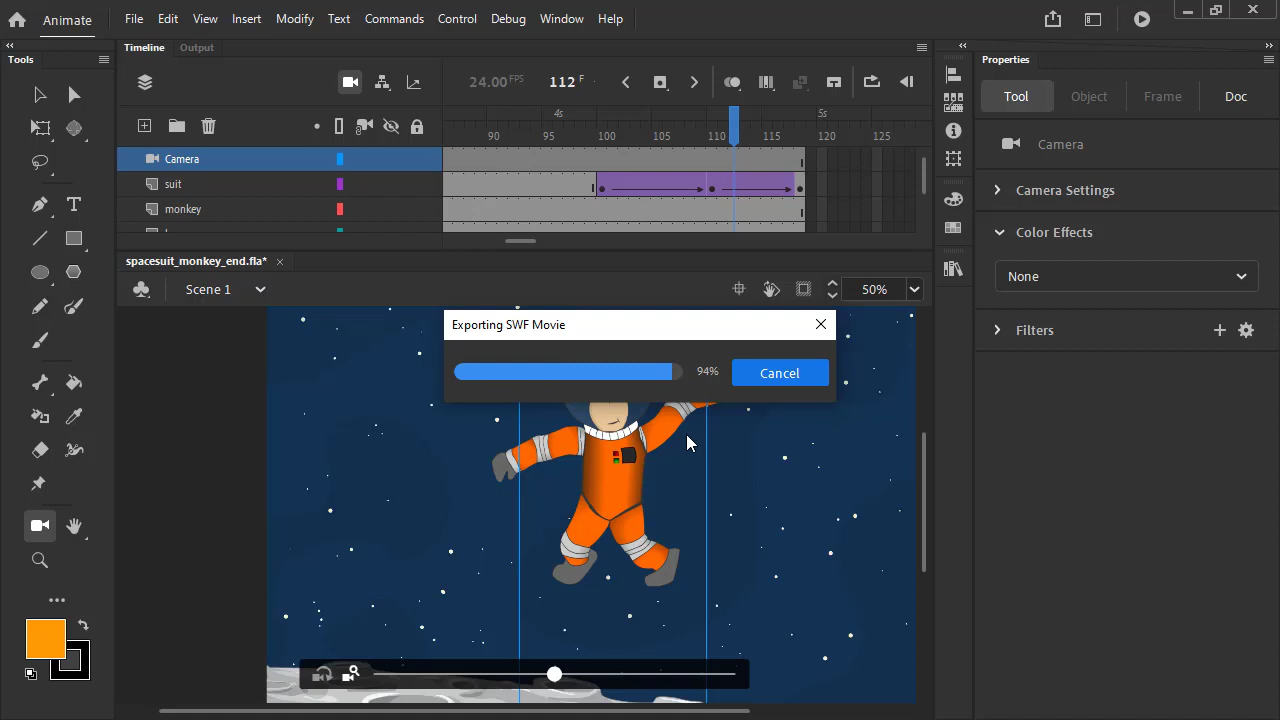 Animate File Edit View Insert Modify Text Commands Control Debug Window Help
Tools
Timeline Output
24.00 FPS 112 F
4s 5s
90 95 100 105 110 115 120 125
Camera
suit
monkey
spacesuit_monkey_end.fla* ×
Scene 1 50%
Exporting SWF Movie
94% Cancel
Properties
Tool Object Frame Doc
Camera
Camera Settings
Color Effects
None
Filters